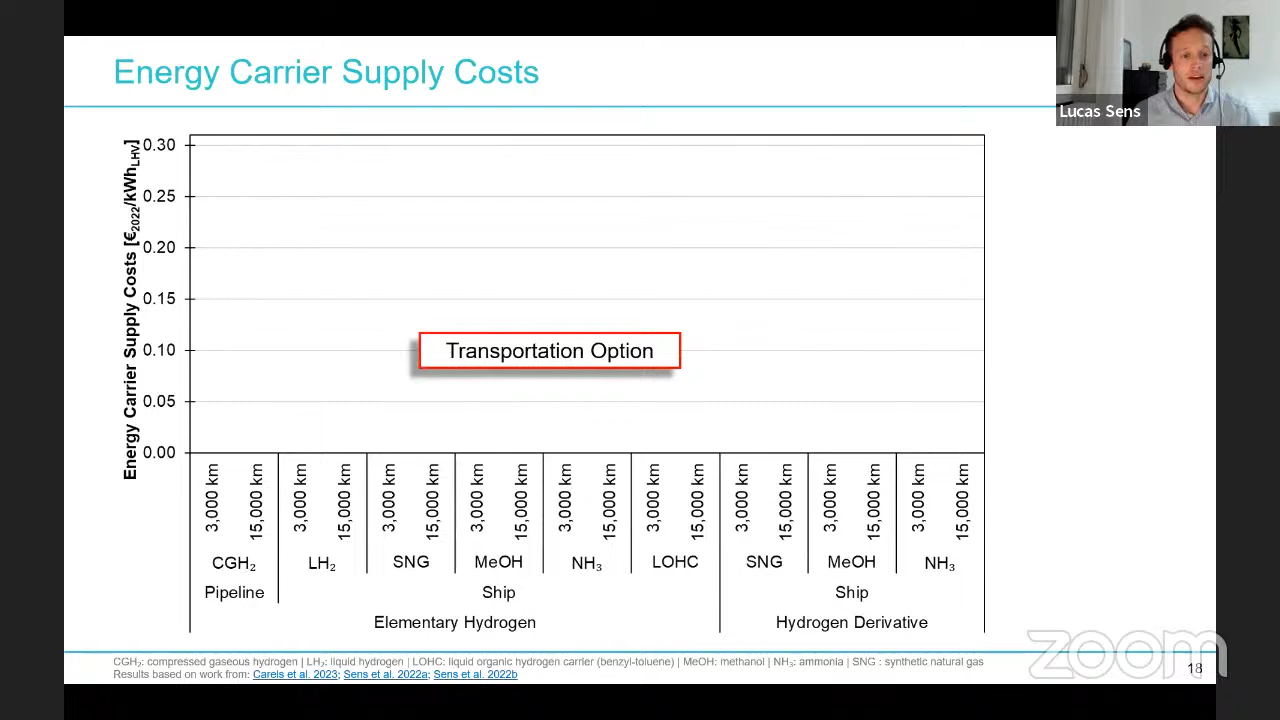 Energy Carrier Supply Costs
Lucas Sens
Energy Carrier Supply Costs [€2022/kWhLHV]
0.30
0.25
0.20
0.15
0.10
0.05
0.00
Transportation Option
3,000 km 15,000 km 3,000 km 15,000 km 3,000 km 15,000 km 3,000 km 15,000 km 3,000 km 15,000 km 3,000 km 15,000 km 3,000 km 15,000 km 3,000 km 15,000 km 3,000 km 15,000 km
CGH₂ LH₂ SNG MeOH NH₃ LOHC SNG MeOH NH₃
Pipeline Ship Ship
Elementary Hydrogen Hydrogen Derivative
CGH₂: compressed gaseous hydrogen | LH₂: liquid hydrogen | LOHC: liquid organic hydrogen carrier (benzyl-toluene) | MeOH: methanol | NH₃: ammonia | SNG : synthetic natural gas
Results based on work from: Carels et al. 2023; Sens et al. 2022a; Sens et al. 2022b
18
zoom